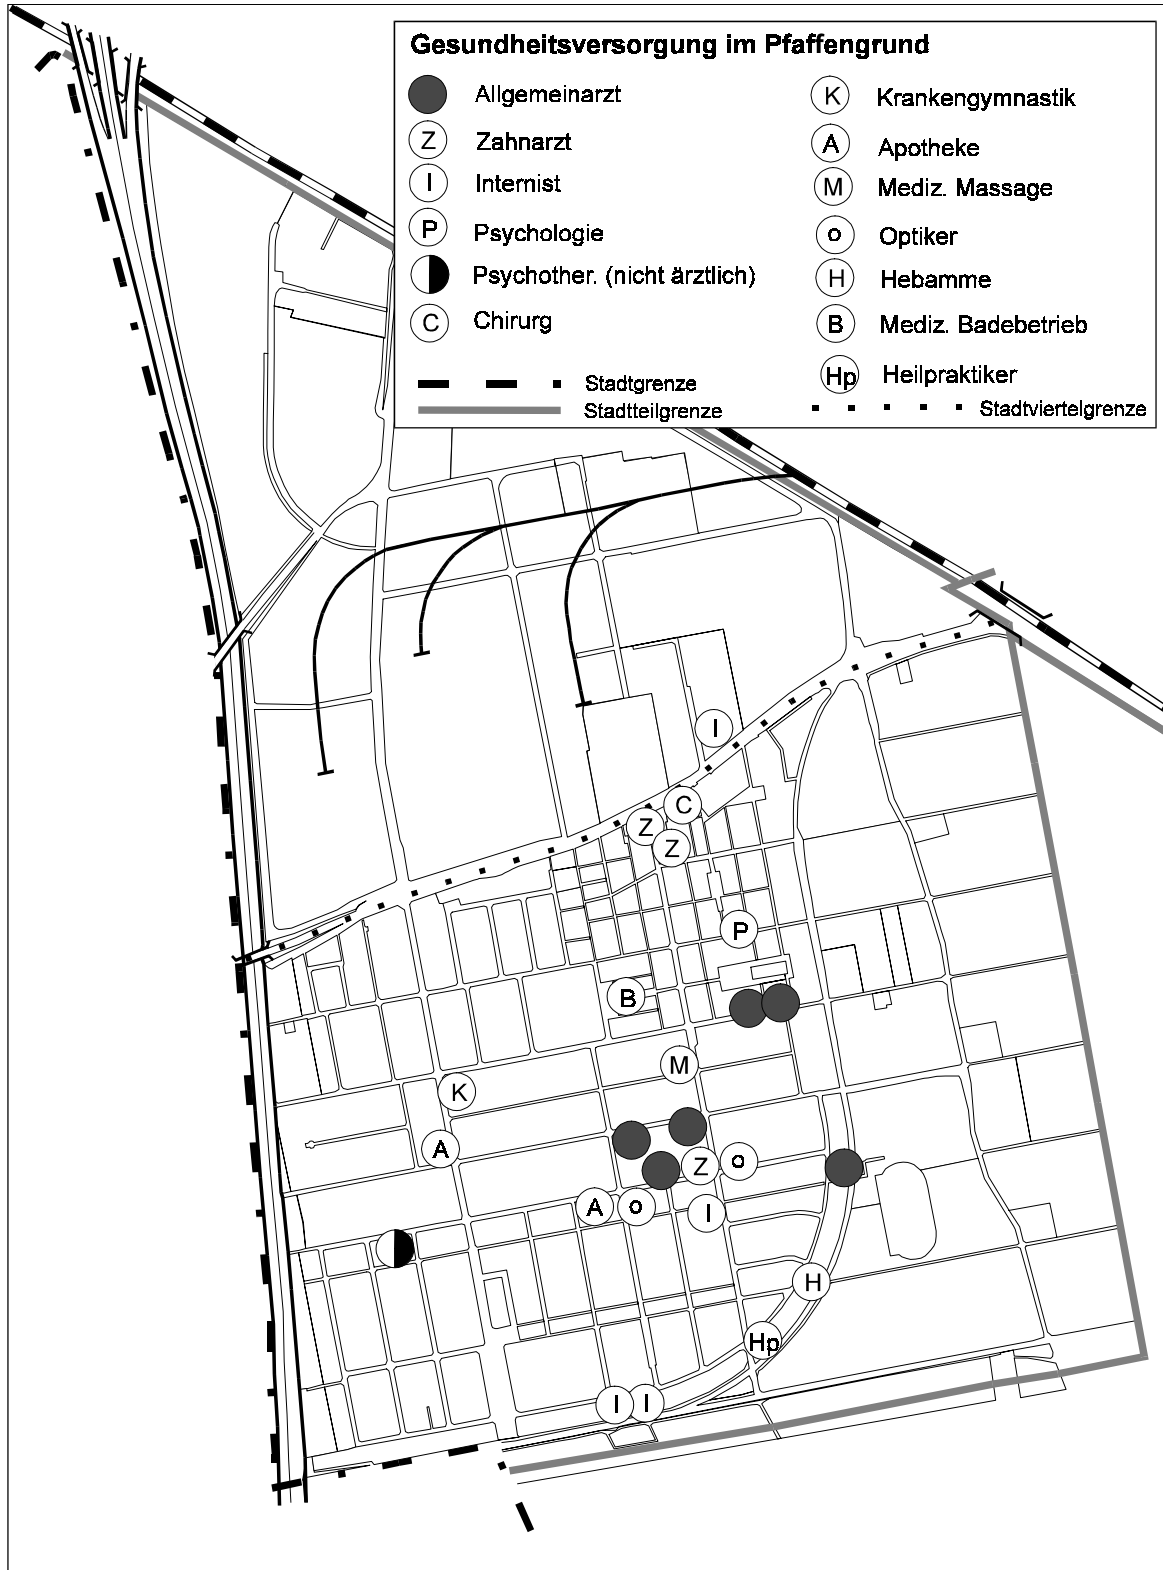 Gesundheitsversorgung im Pfaffengrund
Allgemeinarzt
Z Zahnarzt
I Internist
P Psychologie
Psychother. (nicht ärztlich)
C Chirurg
K Krankengymnastik
A Apotheke
M Mediz. Massage
o Optiker
H Hebamme
B Mediz. Badebetrieb
Hp Heilpraktiker
Stadtgrenze
Stadtteilgrenze
Stadtviertelgrenze
I
C
Z
Z
P
B
M
K
A
Z o
A o I
H
Hp
I I